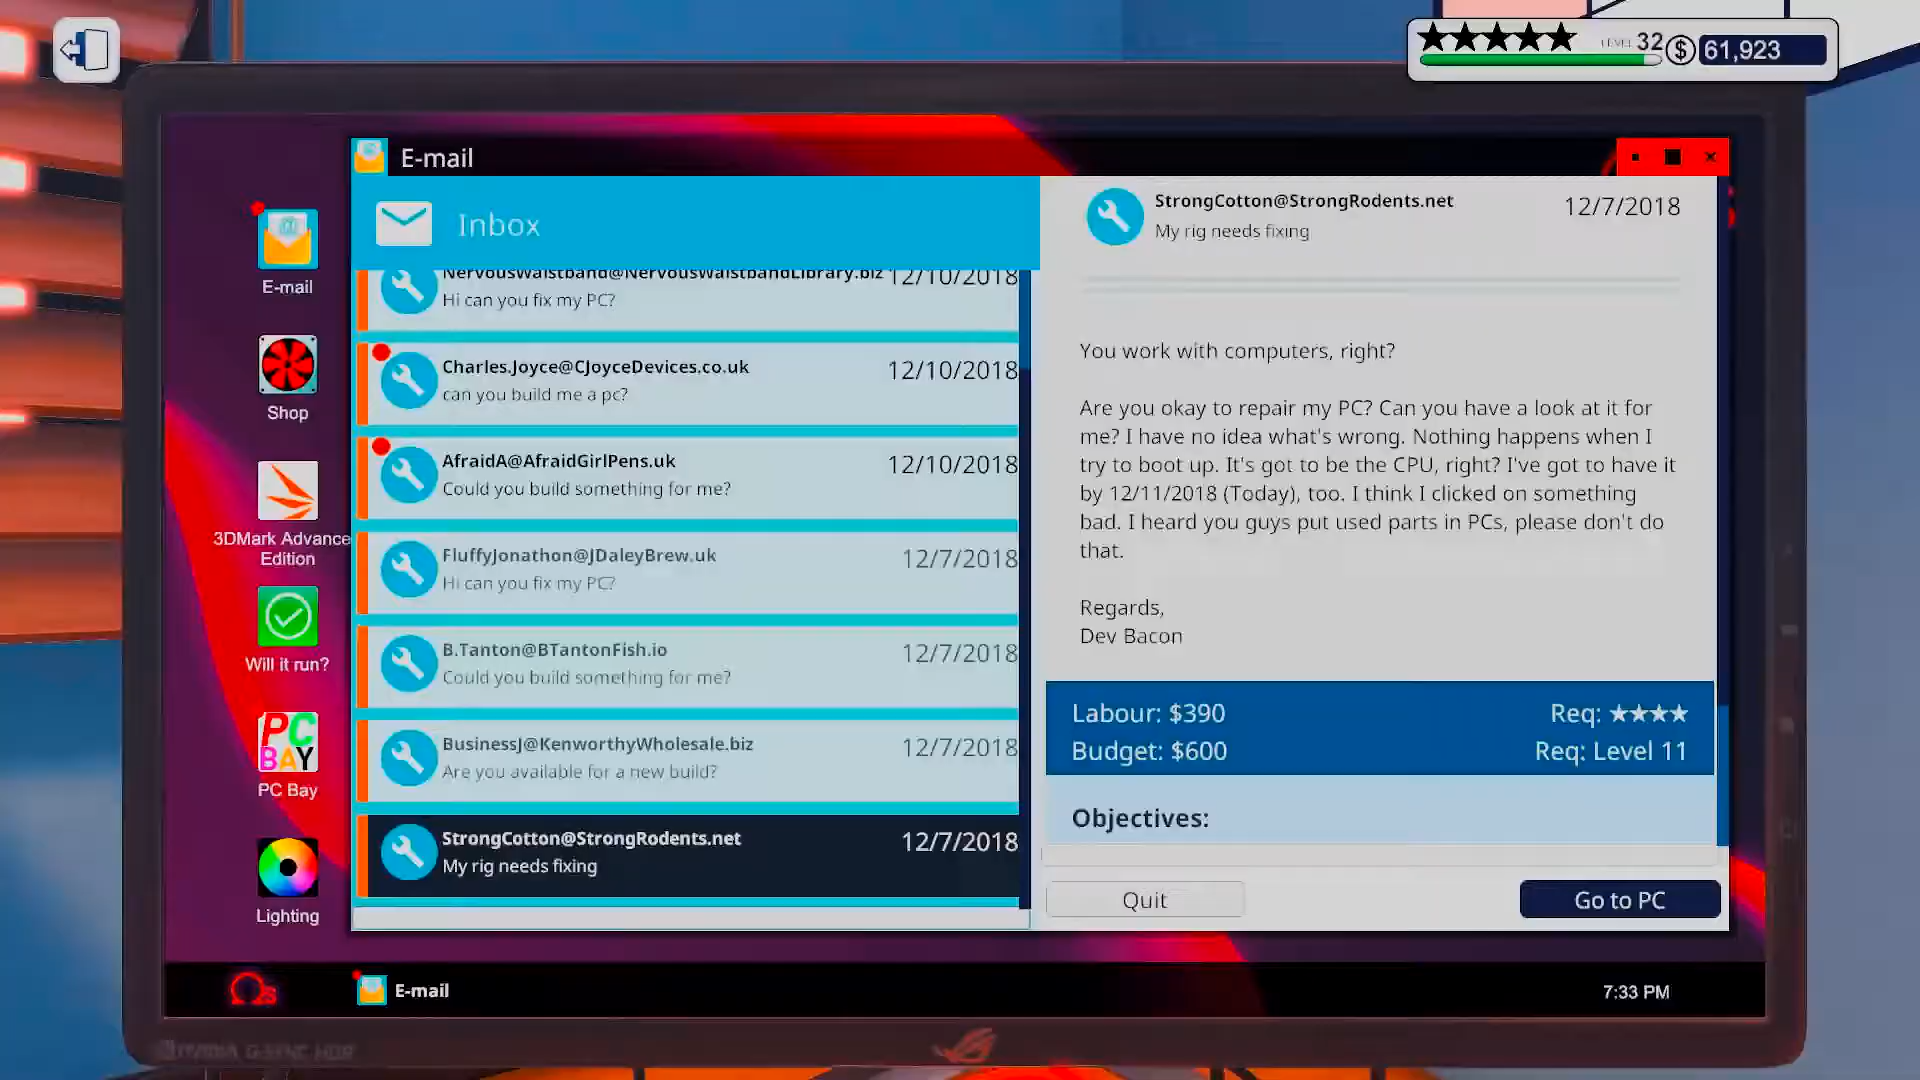 LEVEL 32
$ 61,923
E-mail
Inbox
NervousWaistband@NervousWaistbandLibrary.biz 12/10/2018
Hi can you fix my PC?
Charles.Joyce@CJoyceDevices.co.uk 12/10/2018
can you build me a pc?
AfraidA@AfraidGirlPens.uk 12/10/2018
Could you build something for me?
FluffyJonathon@JDaleyBrew.uk 12/7/2018
Hi can you fix my PC?
B.Tanton@BTantonFish.io 12/7/2018
Could you build something for me?
BusinessJ@KenworthyWholesale.biz 12/7/2018
Are you available for a new build?
StrongCotton@StrongRodents.net 12/7/2018
My rig needs fixing
StrongCotton@StrongRodents.net 12/7/2018
My rig needs fixing
You work with computers, right?
Are you okay to repair my PC? Can you have a look at it for
me? I have no idea what's wrong. Nothing happens when I
try to boot up. It's got to be the CPU, right? I've got to have it
by 12/11/2018 (Today), too. I think I clicked on something
bad. I heard you guys put used parts in PCs, please don't do
that.
Regards,
Dev Bacon
Labour: $390 Req: ★★★★
Budget: $600 Req: Level 11
Objectives:
Quit
Go to PC
E-mail
Shop
3DMark Advance
Edition
Will it run?
PC
BAY
PC Bay
Lighting
E-mail
7:33 PM
NVIDIA G-SYNC HDR